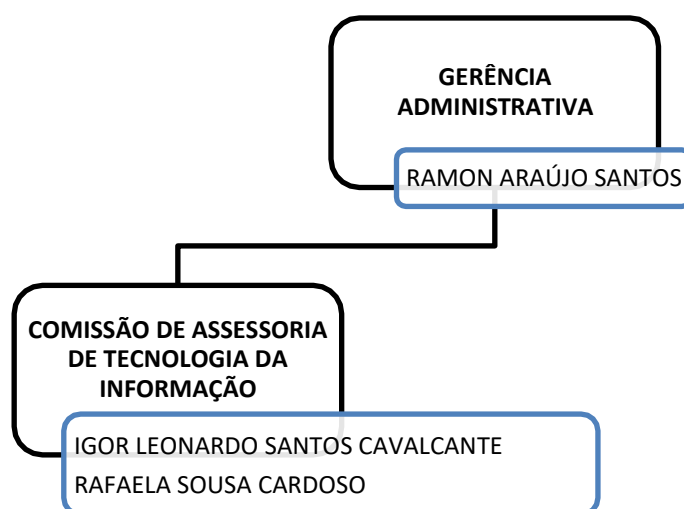 GERÊNCIA
ADMINISTRATIVA
RAMON ARAÚJO SANTOS
COMISSÃO DE ASSESSORIA
DE TECNOLOGIA DA
INFORMAÇÃO
IGOR LEONARDO SANTOS CAVALCANTE
RAFAELA SOUSA CARDOSO